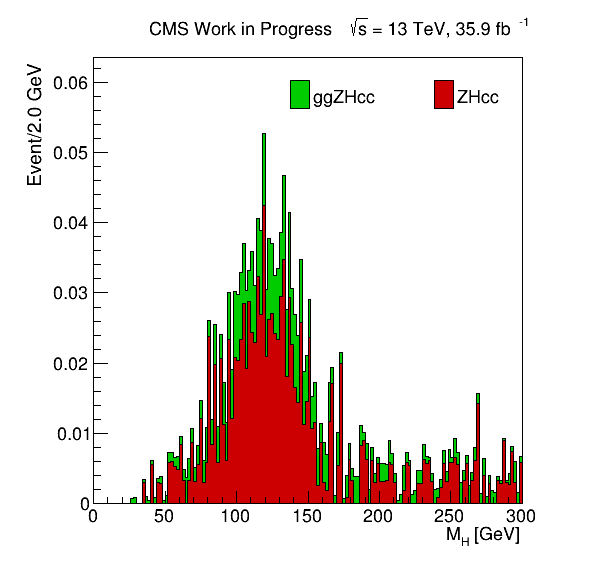 CMS Work in Progress √s = 13 TeV, 35.9 fb⁻¹
ggZHcc ZHcc
Event/2.0 GeV
0.06
0.05
0.04
0.03
0.02
0.01
0
0 50 100 150 200 250 300
M_H [GeV]